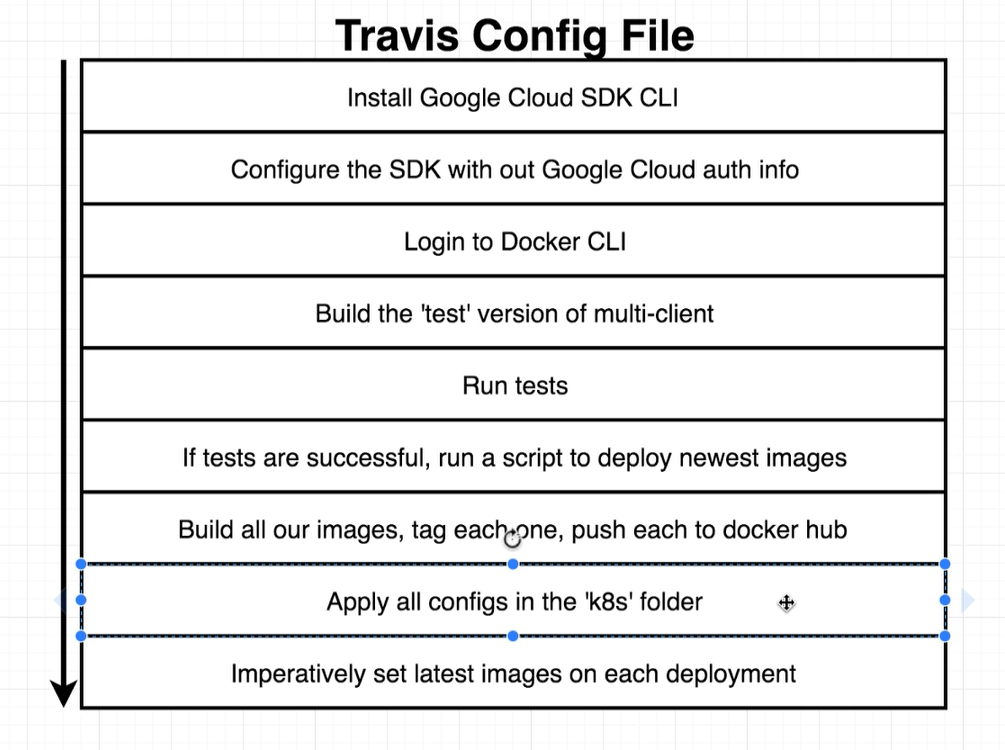 Travis Config File
Install Google Cloud SDK CLI
Configure the SDK with out Google Cloud auth info
Login to Docker CLI
Build the 'test' version of multi-client
Run tests
If tests are successful, run a script to deploy newest images
Build all our images, tag each one, push each to docker hub
Apply all configs in the 'k8s' folder
Imperatively set latest images on each deployment